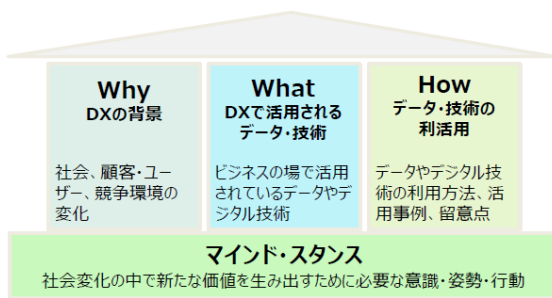 Why
DXの背景
社会、顧客・ユー
ザー、競争環境の
変化
What
DXで活用される
データ・技術
ビジネスの場で活用
されているデータやデ
ジタル技術
How
データ・技術の
利活用
データやデジタル技
術の利用方法、活
用事例、留意点
マインド・スタンス
社会変化の中で新たな価値を生み出すために必要な意識・姿勢・行動